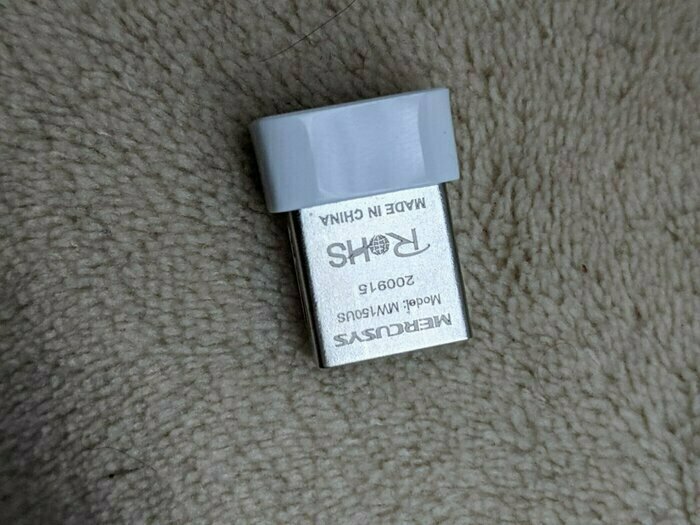 MERCUSYS
Model: MW150US
200915
RoHS
MADE IN CHINA